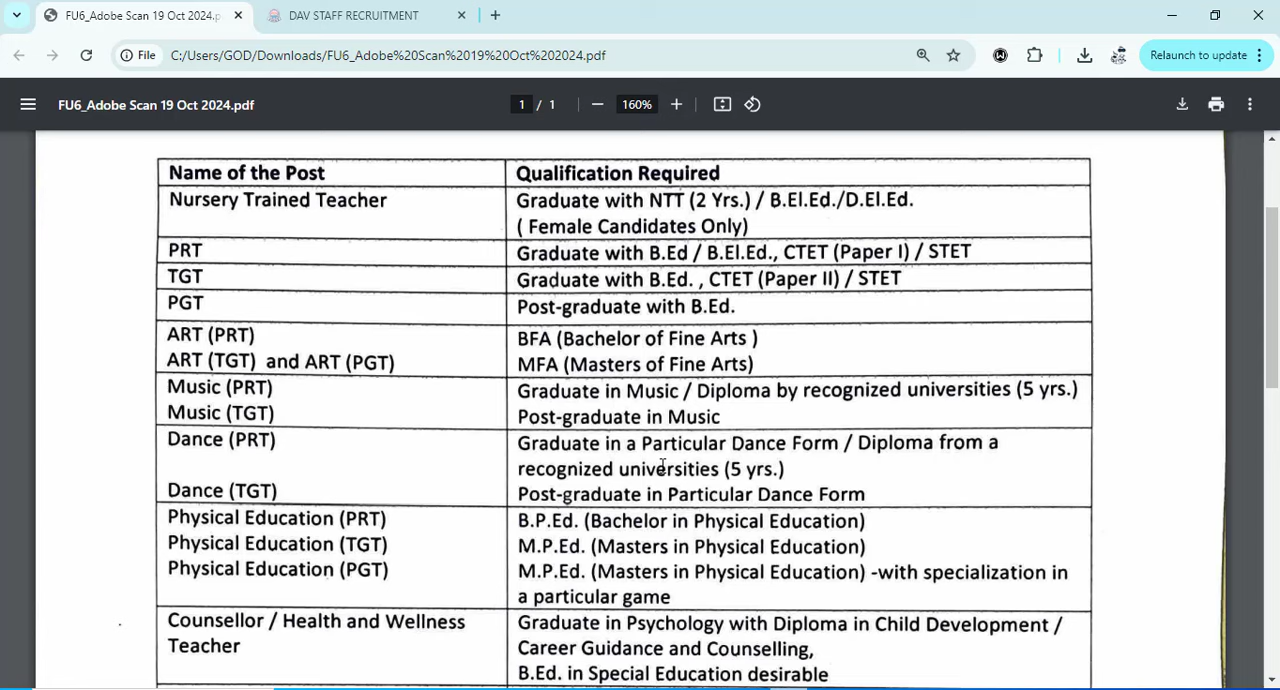 FU6_Adobe Scan 19 Oct 2024.p
DAV STAFF RECRUITMENT
File
C:/Users/GOD/Downloads/FU6_Adobe%20Scan%2019%20Oct%202024.pdf
Relaunch to update
FU6_Adobe Scan 19 Oct 2024.pdf
1 / 1
160%
Name of the Post
Qualification Required
Nursery Trained Teacher
Graduate with NTT (2 Yrs.) / B.El.Ed./D.El.Ed.
( Female Candidates Only)
PRT
Graduate with B.Ed / B.El.Ed., CTET (Paper I) / STET
TGT
Graduate with B.Ed. , CTET (Paper II) / STET
PGT
Post-graduate with B.Ed.
ART (PRT)
BFA (Bachelor of Fine Arts )
ART (TGT) and ART (PGT)
MFA (Masters of Fine Arts)
Music (PRT)
Graduate in Music / Diploma by recognized universities (5 yrs.)
Music (TGT)
Post-graduate in Music
Dance (PRT)
Graduate in a Particular Dance Form / Diploma from a
recognized universities (5 yrs.)
Dance (TGT)
Post-graduate in Particular Dance Form
Physical Education (PRT)
B.P.Ed. (Bachelor in Physical Education)
Physical Education (TGT)
M.P.Ed. (Masters in Physical Education)
Physical Education (PGT)
M.P.Ed. (Masters in Physical Education) -with specialization in
a particular game
Counsellor / Health and Wellness
Teacher
Graduate in Psychology with Diploma in Child Development /
Career Guidance and Counselling,
B.Ed. in Special Education desirable